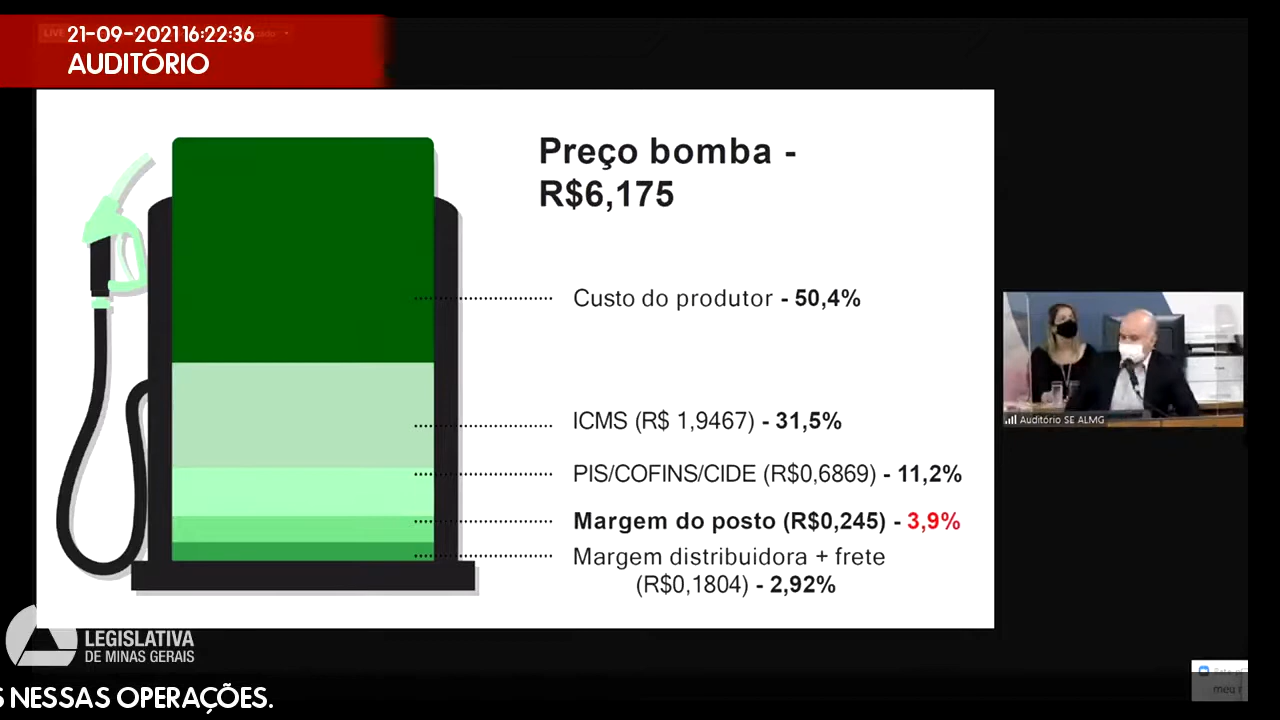 LIVE
21-09-2021 16:22:36
AUDITÓRIO
Preço bomba -
R$6,175
Custo do produtor - 50,4%
ICMS (R$ 1,9467) - 31,5%
PIS/COFINS/CIDE (R$0,6869) - 11,2%
Margem do posto (R$0,245) - 3,9%
Margem distribuidora + frete
(R$0,1804) - 2,92%
Auditório SE ALMG
LEGISLATIVA
DE MINAS GERAIS
S NESSAS OPERAÇÕES.